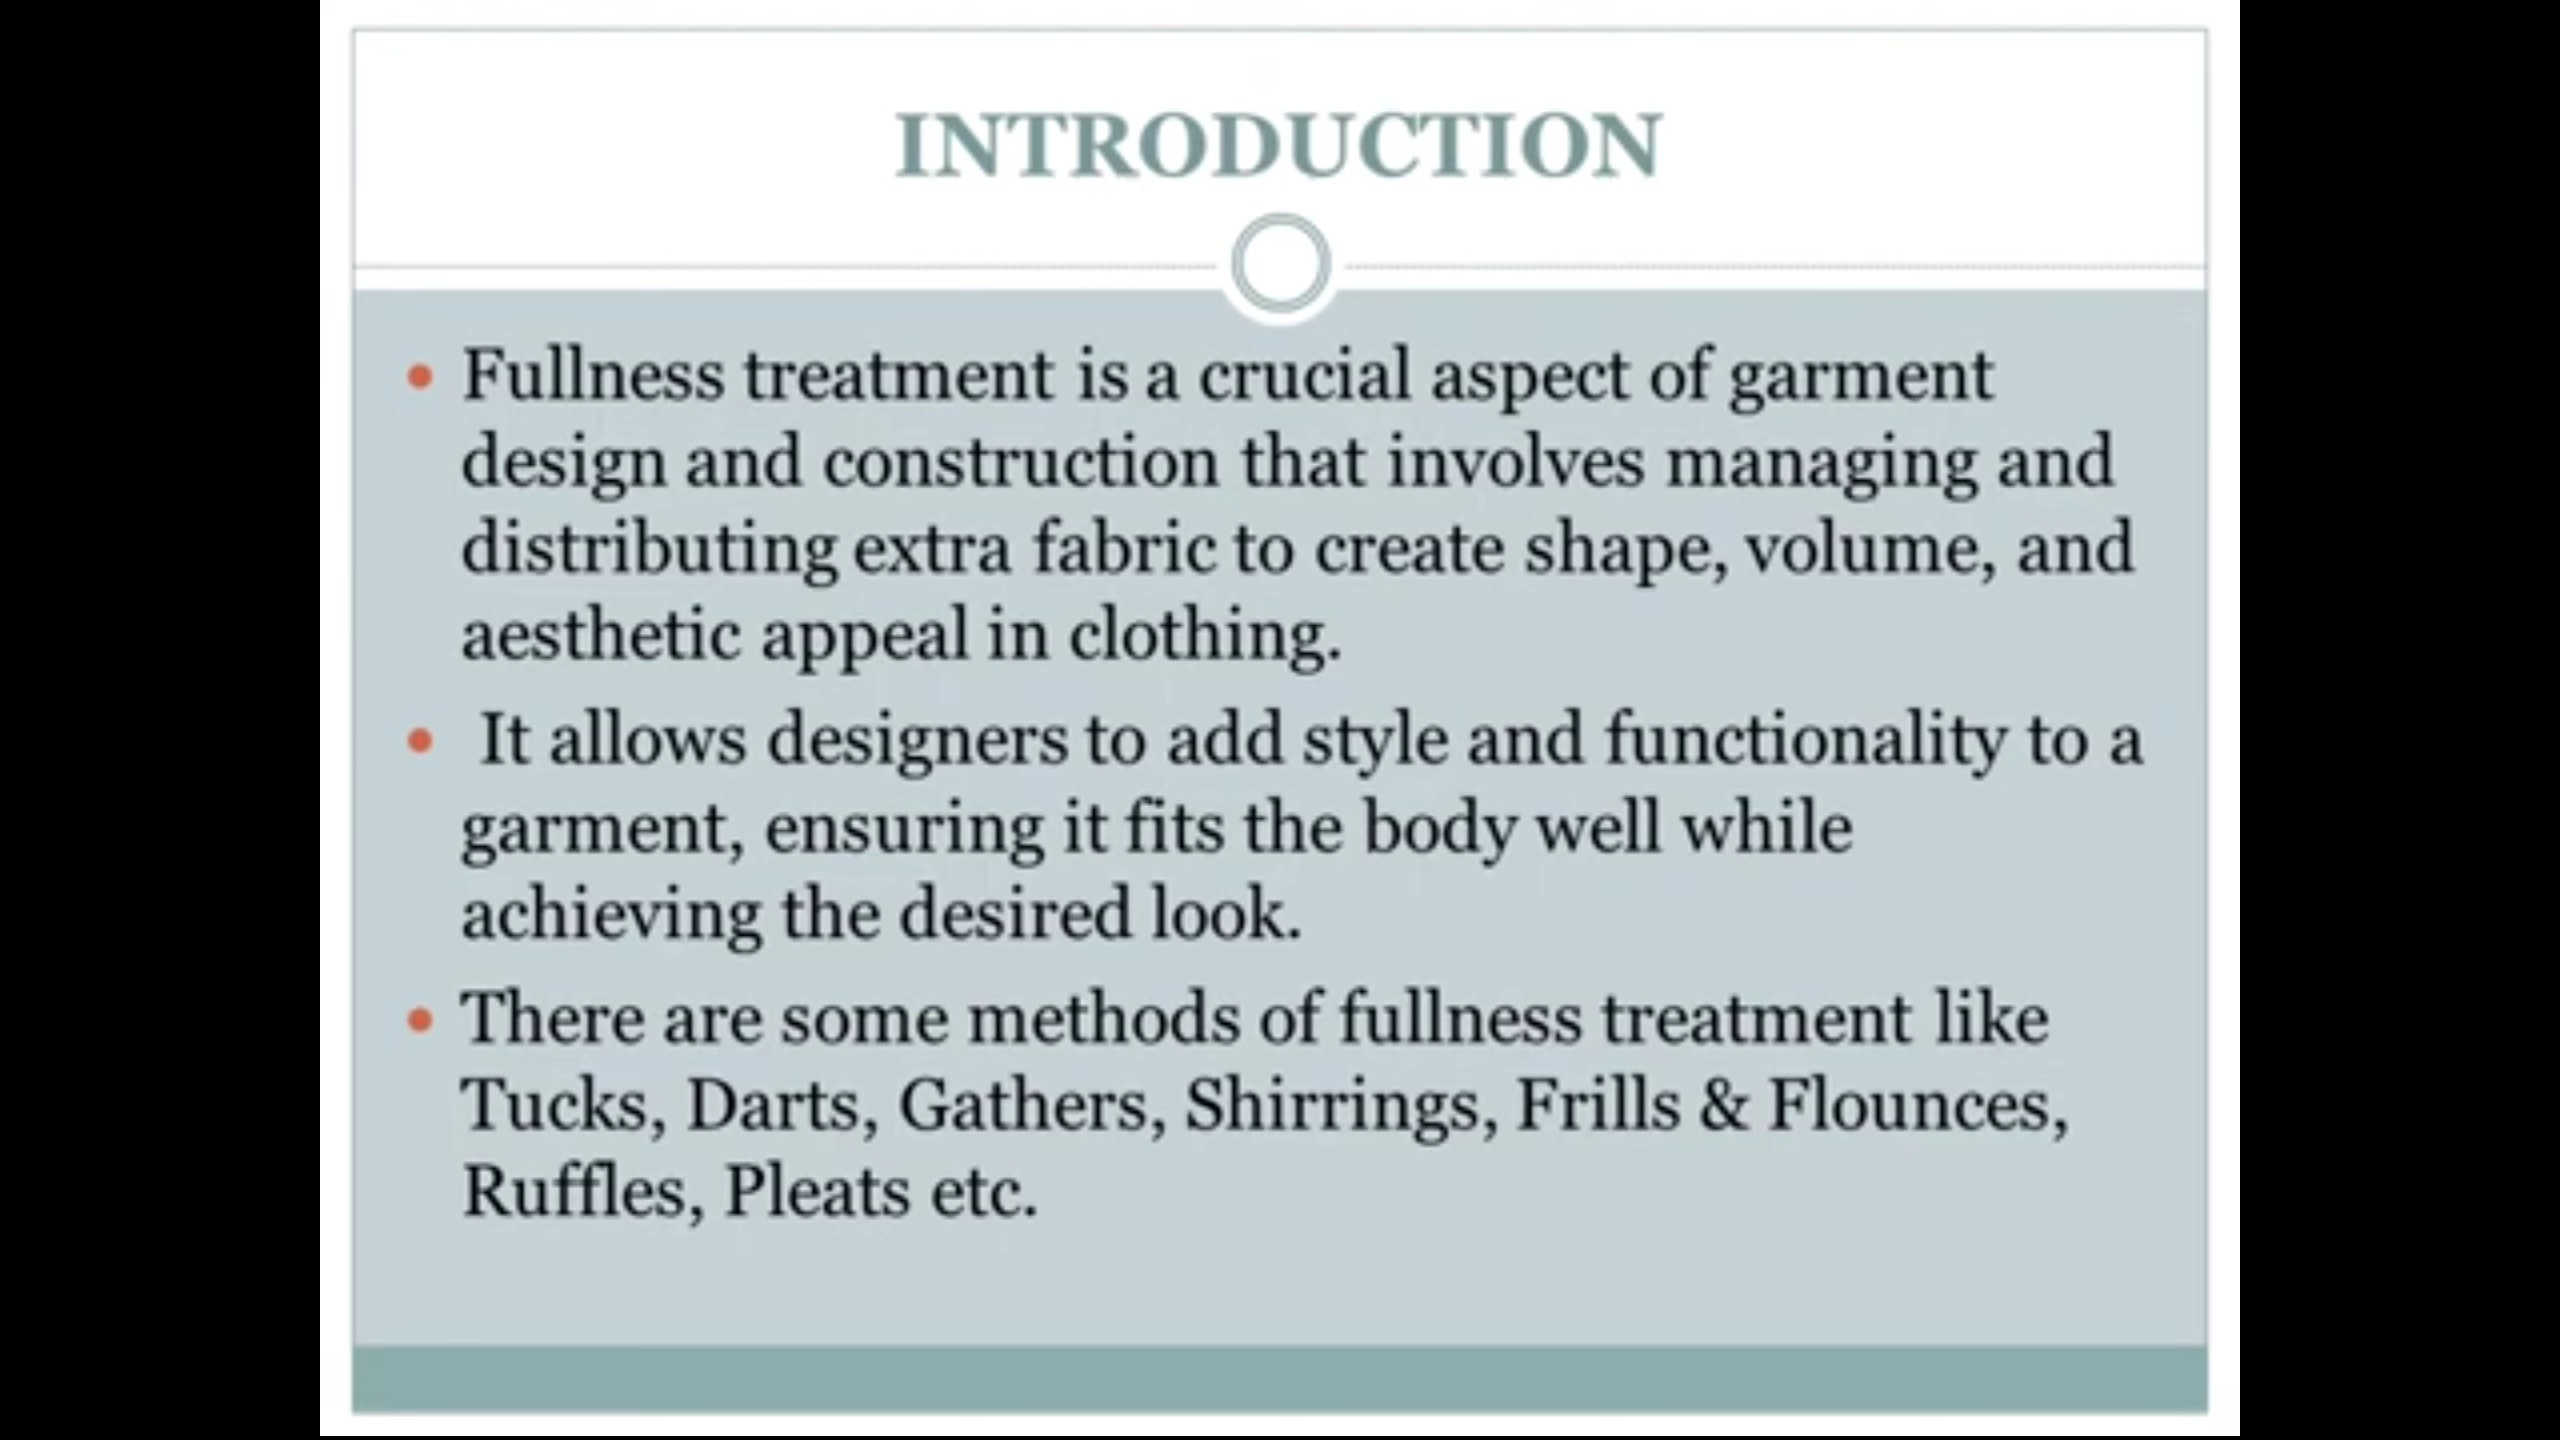 INTRODUCTION
• Fullness treatment is a crucial aspect of garment
design and construction that involves managing and
distributing extra fabric to create shape, volume, and
aesthetic appeal in clothing.
• It allows designers to add style and functionality to a
garment, ensuring it fits the body well while
achieving the desired look.
• There are some methods of fullness treatment like
Tucks, Darts, Gathers, Shirrings, Frills & Flounces,
Ruffles, Pleats etc.